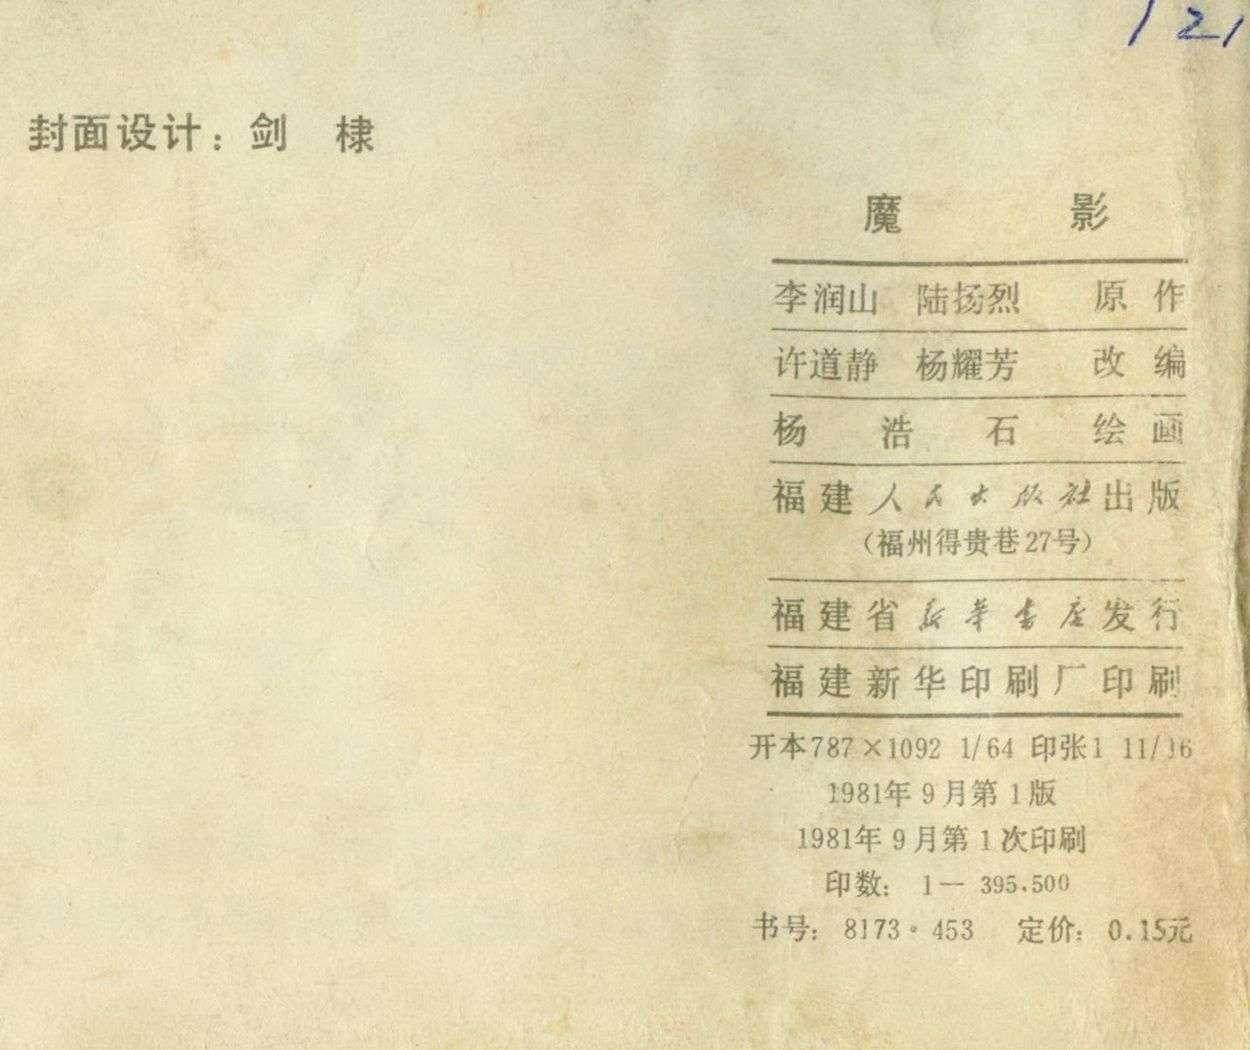 121
封面设计：剑 棣
魔影
李润山 陆扬烈 原作
许道静 杨耀芳 改编
杨浩石 绘画
福建人民出版社出版
（福州得贵巷27号）
福建省新华书店发行
福建新华印刷厂印刷
开本787×1092 1/64 印张1 11/16
1981年9月第1版
1981年9月第1次印刷
印数：1— 395.500
书号：8173·453 定价：0.15元